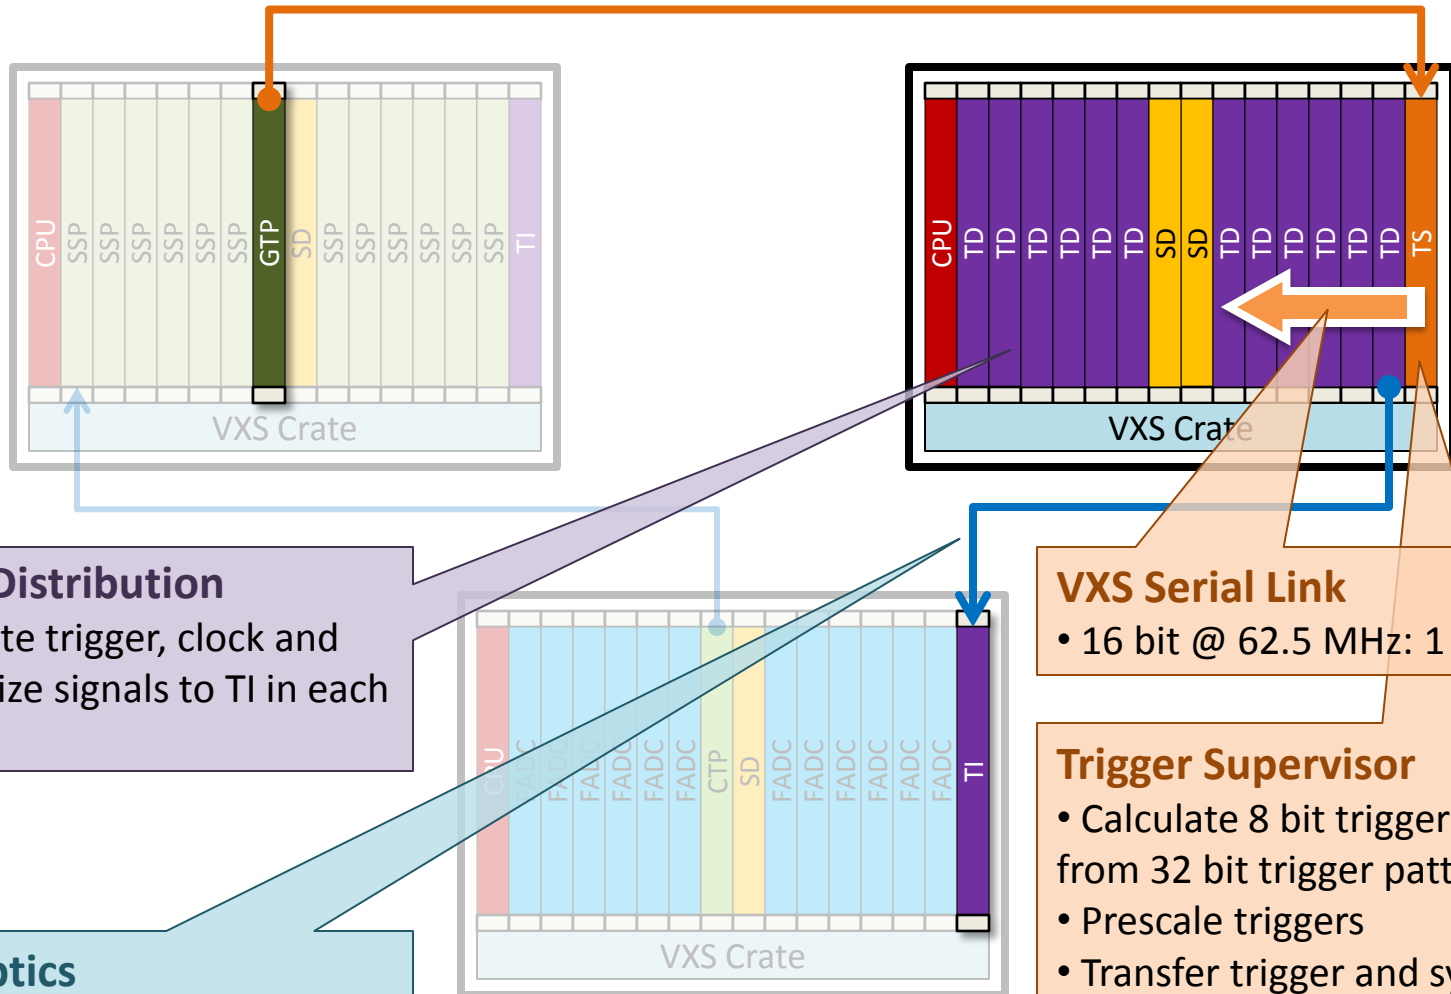 CPU
SSP
SSP
SSP
SSP
SSP
SSP
GTP
SD
SSP
SSP
SSP
SSP
SSP
SSP
TI
VXS Crate
CPU
TD
TD
TD
TD
TD
TD
SD
SD
TD
TD
TD
TD
TD
TD
TS
VXS Crate
Distribution
te trigger, clock and
ize signals to TI in each
VXS Serial Link
• 16 bit @ 62.5 MHz: 1
CPU
FADC
FADC
FADC
FADC
FADC
FADC
CTP
SD
FADC
FADC
FADC
FADC
FADC
FADC
TI
VXS Crate
Trigger Supervisor
• Calculate 8 bit trigger
from 32 bit trigger patt
• Prescale triggers
• Transfer trigger and sy
ptics